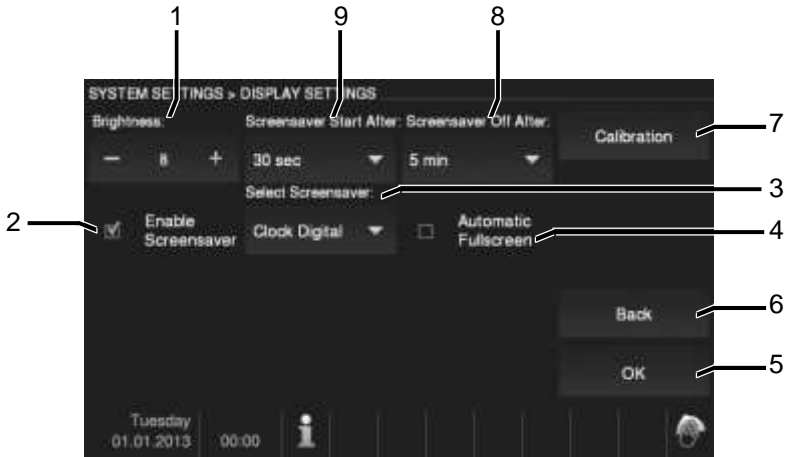 1 9 8
SYSTEM SETTINGS > DISPLAY SETTINGS
Brightness: Screensaver Start After: Screensaver Off After:
Calibration 7
− 8 + 30 sec 5 min
Select Screensaver: 3
2 Enable Screensaver Clock Digital Automatic Fullscreen 4
Back 6
OK 5
Tuesday
01.01.2013 00:00